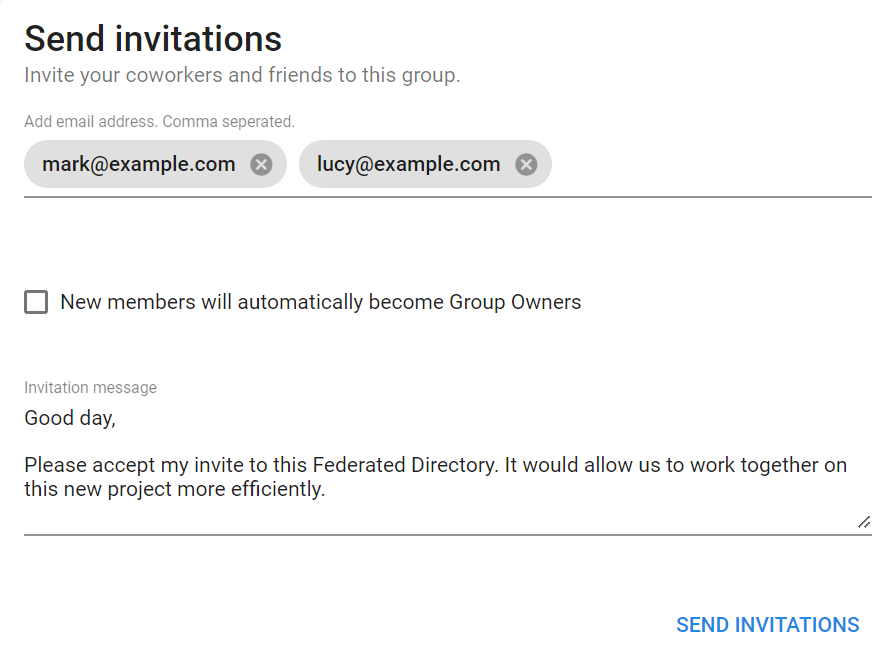 Send invitations
Invite your coworkers and friends to this group.
Add email address. Comma seperated.
mark@example.com lucy@example.com
New members will automatically become Group Owners
Invitation message
Good day,
Please accept my invite to this Federated Directory. It would allow us to work together on
this new project more efficiently.
SEND INVITATIONS